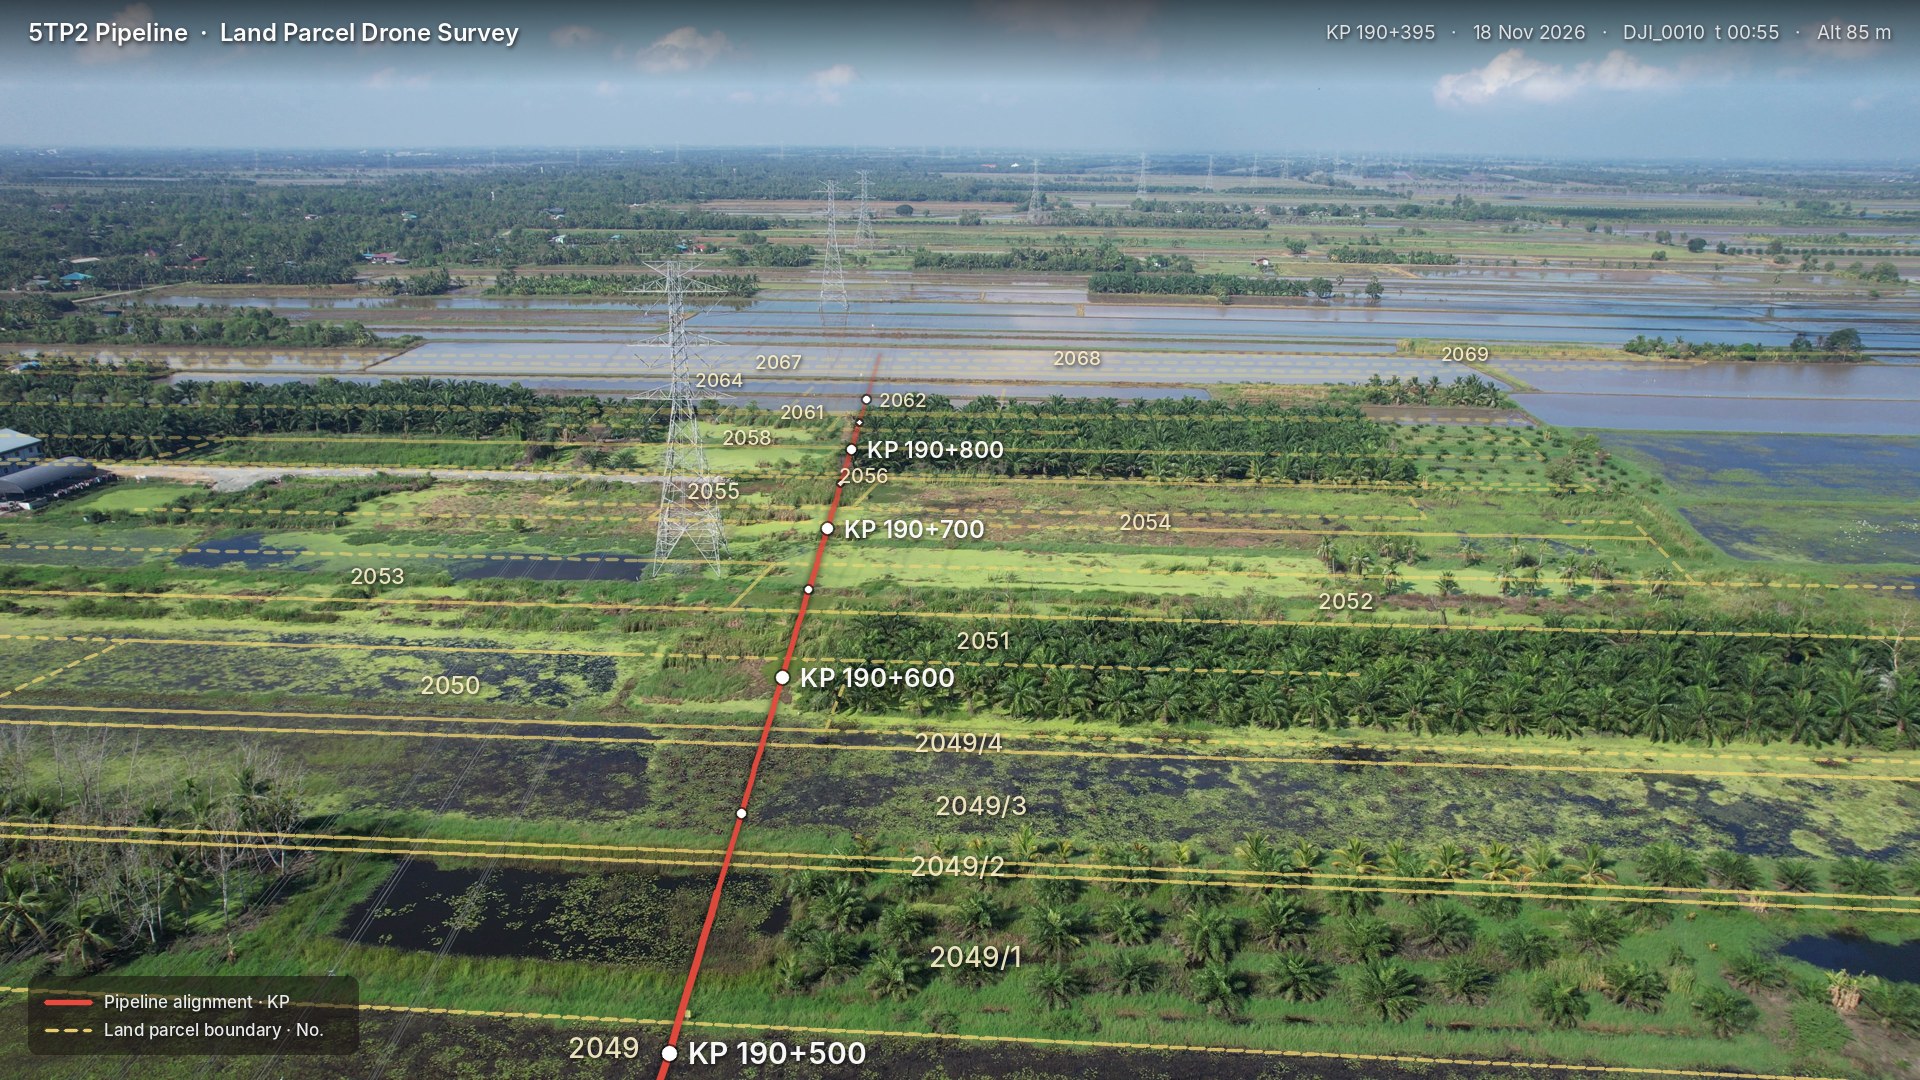 5TP2 Pipeline · Land Parcel Drone Survey
KP 190+395 · 18 Nov 2026 · DJI_0010 t 00:55 · Alt 85 m
2067
2068
2069
2064
2062
2061
2058
KP 190+800
2056
2055
2054
KP 190+700
2053
2052
2051
KP 190+600
2050
2049/4
2049/3
2049/2
2049/1
2049
KP 190+500
Pipeline alignment · KP
Land parcel boundary · No.